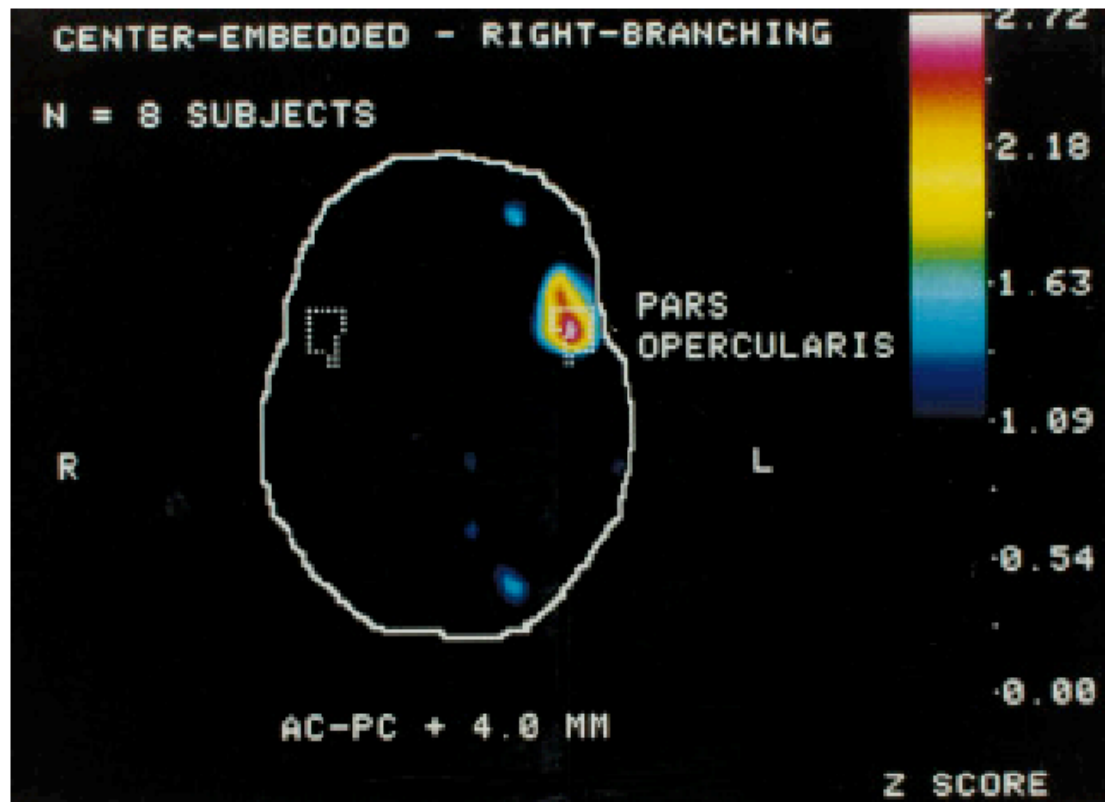 CENTER-EMBEDDED - RIGHT-BRANCHING
N = 8 SUBJECTS
2.72
2.18
1.63
1.09
0.54
0.00
PARS
OPERCULARIS
R
L
AC-PC + 4.0 MM
Z SCORE